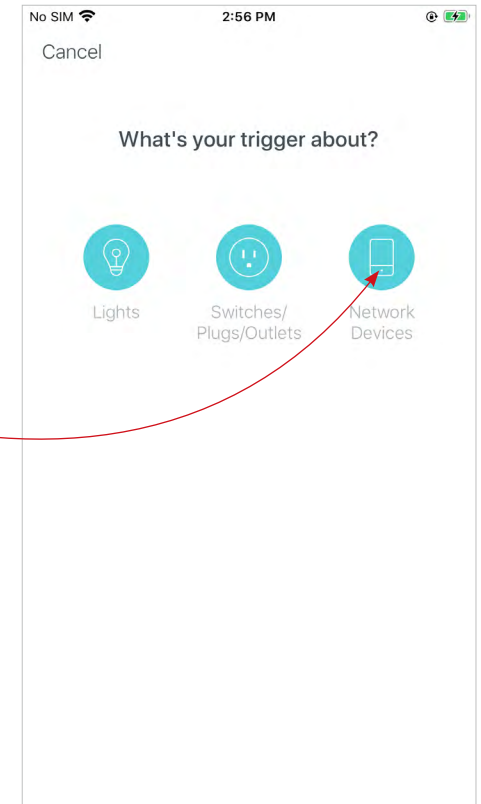 No SIM 2:56 PM
Cancel
What's your trigger about?
Lights
Switches/
Plugs/Outlets
Network
Devices